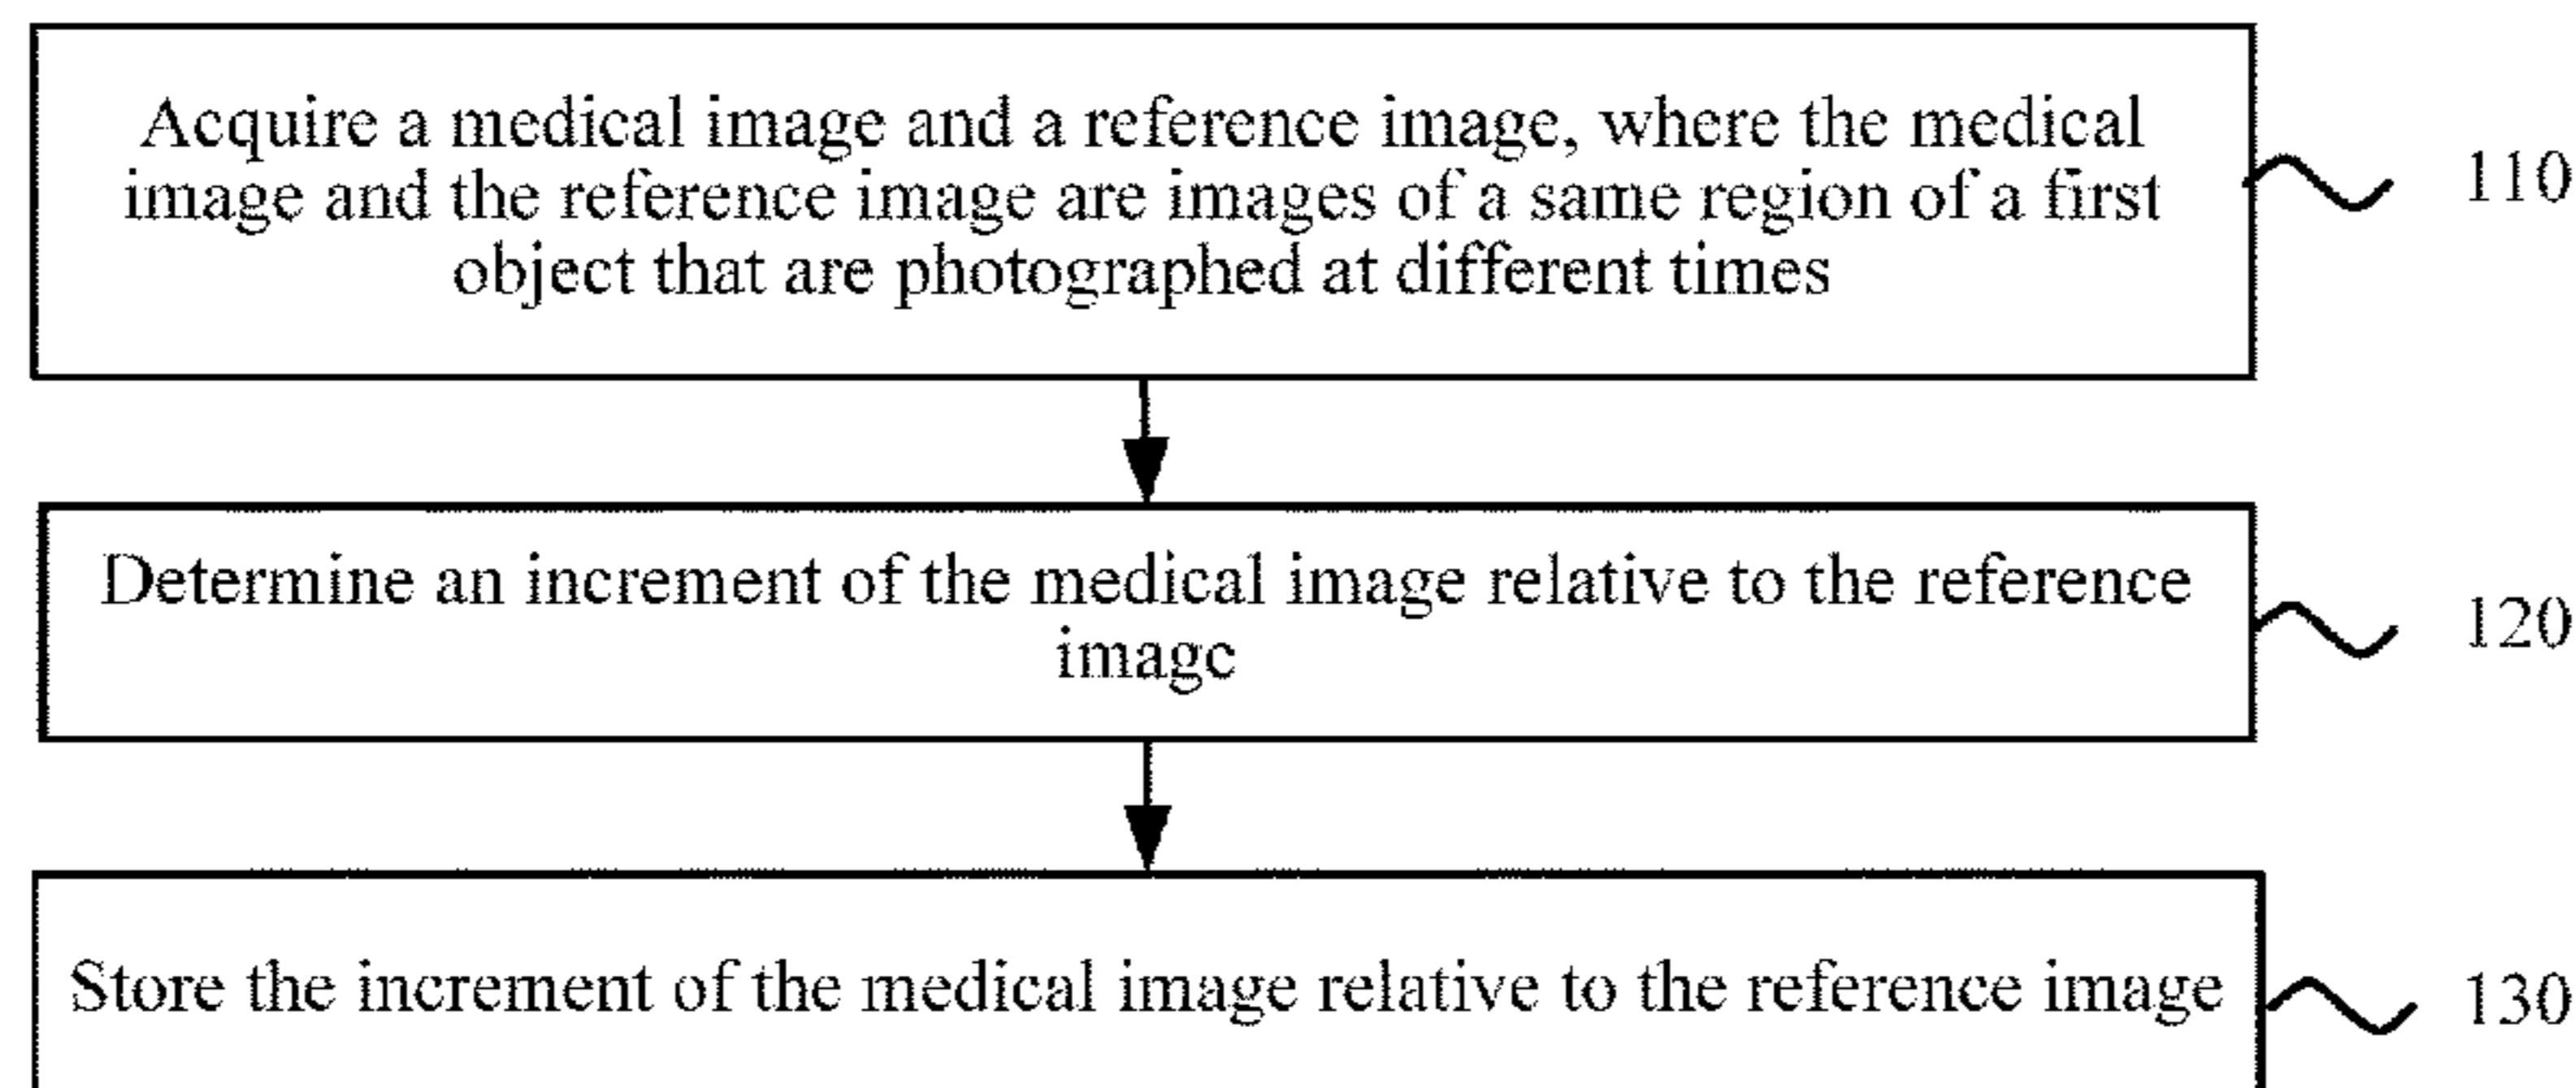 Acquire a medical image and a reference image, where the medical
image and the reference image are images of a same region of a first
object that are photographed at different times
110
Determine an increment of the medical image relative to the reference
image
120
Store the increment of the medical image relative to the reference image
130